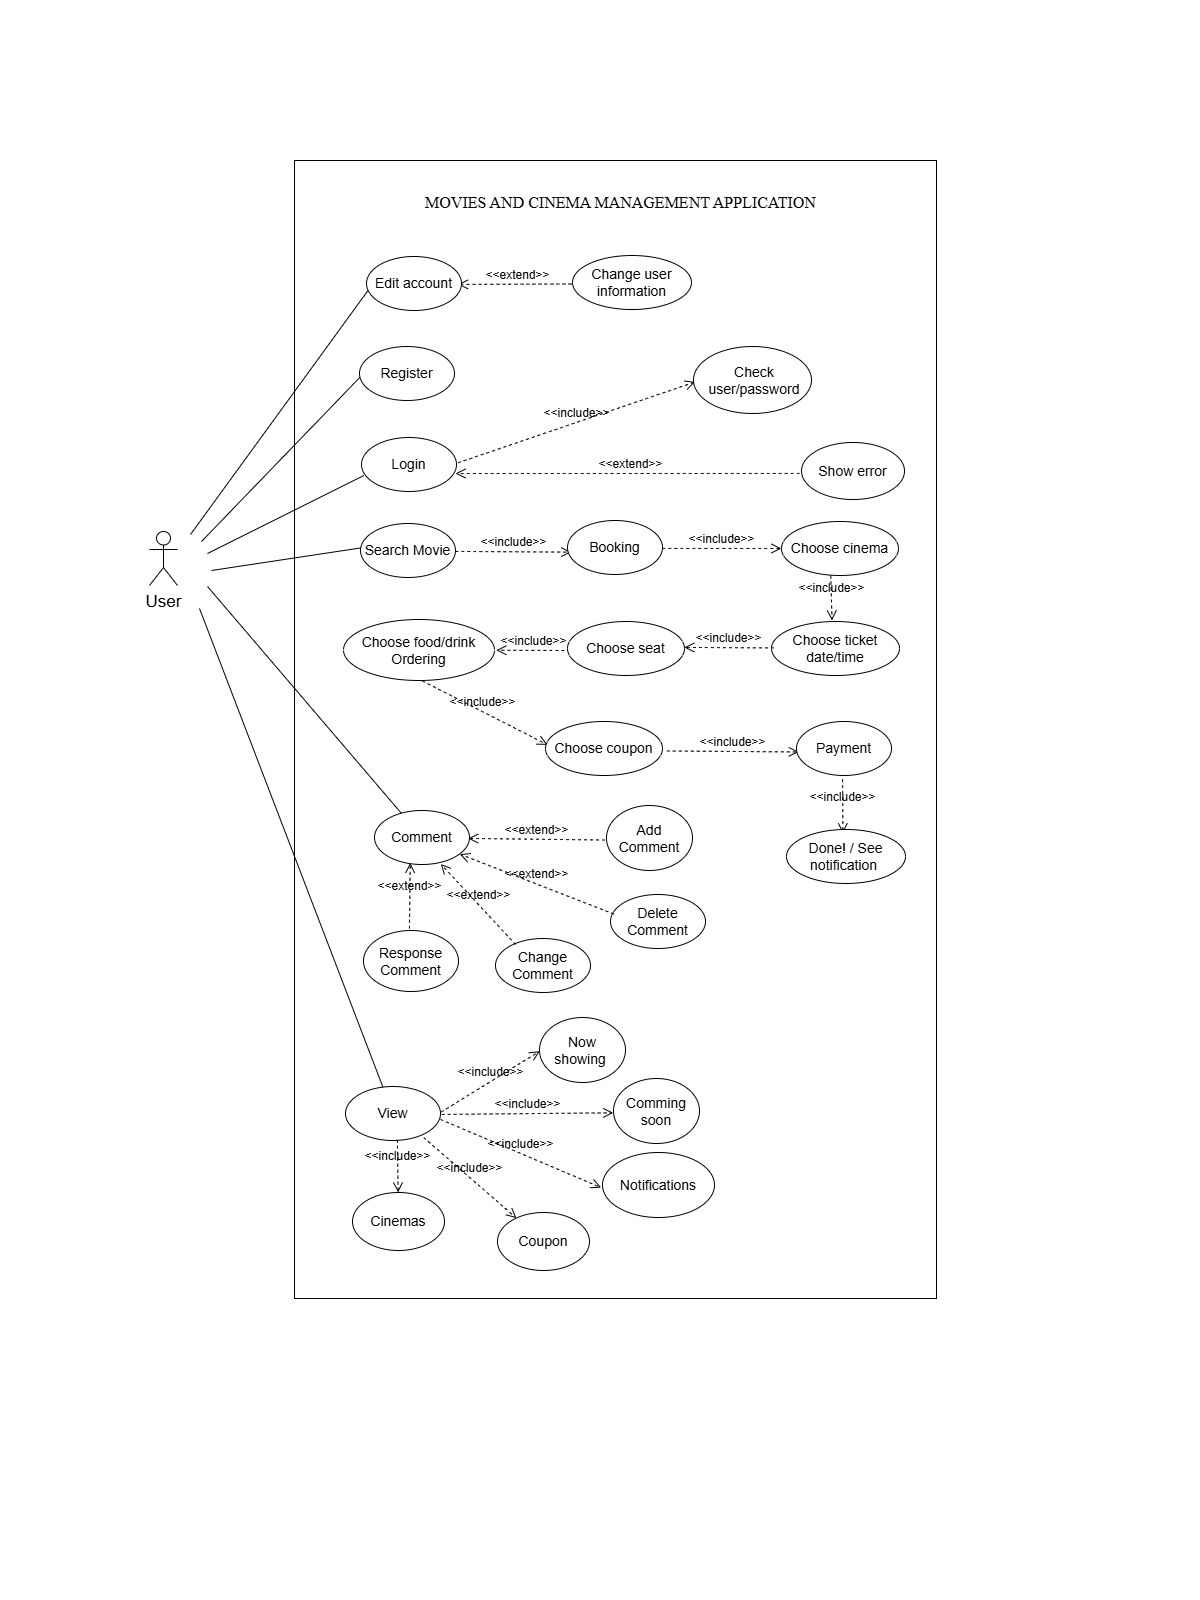 MOVIES AND CINEMA MANAGEMENT APPLICATION
Edit account
<<extend>>
Change user
information
Register
Check
user/password
<<include>>
Login
<<extend>>
Show error
User
Search Movie
<<include>>
Booking
<<include>>
Choose cinema
<<include>>
Choose food/drink
Ordering
<<include>>
Choose seat
<<include>>
Choose ticket
date/time
<<include>>
Choose coupon
<<include>>
Payment
<<include>>
Comment
<<extend>>
Add
Comment
Done! / See
notification
<<extend>>
<<extend>>
<<extend>>
Delete
Comment
Response
Comment
Change
Comment
Now
showing
<<include>>
View
<<include>>
Comming
soon
<<include>>
<<include>>
<<include>>
Notifications
Cinemas
Coupon